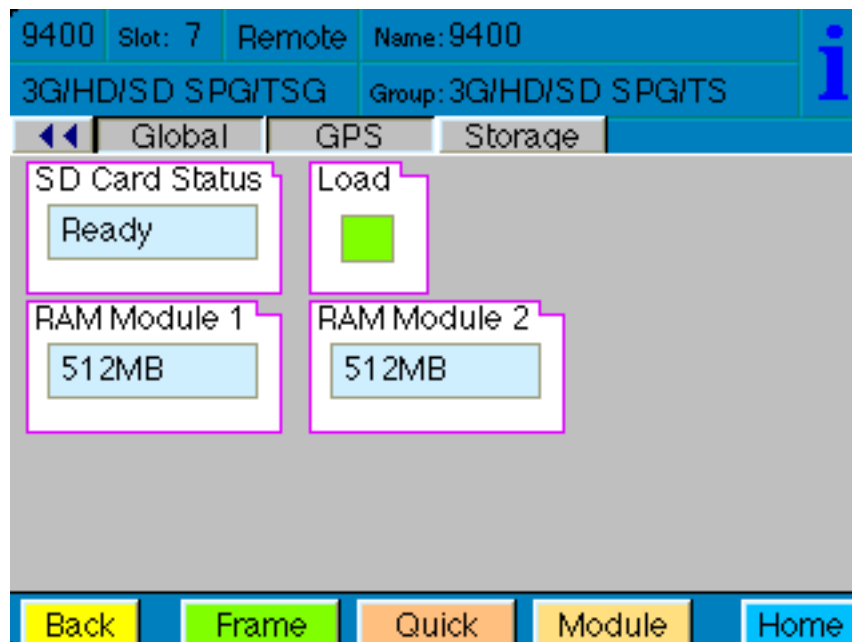 9400 Slot: 7 Remote Name: 9400
3G/HD/SD SPG/TSG Group: 3G/HD/SD SPG/TS
i
Global GPS Storage
SD Card Status Load
Ready
RAM Module 1 RAM Module 2
512MB 512MB
Back Frame Quick Module Home